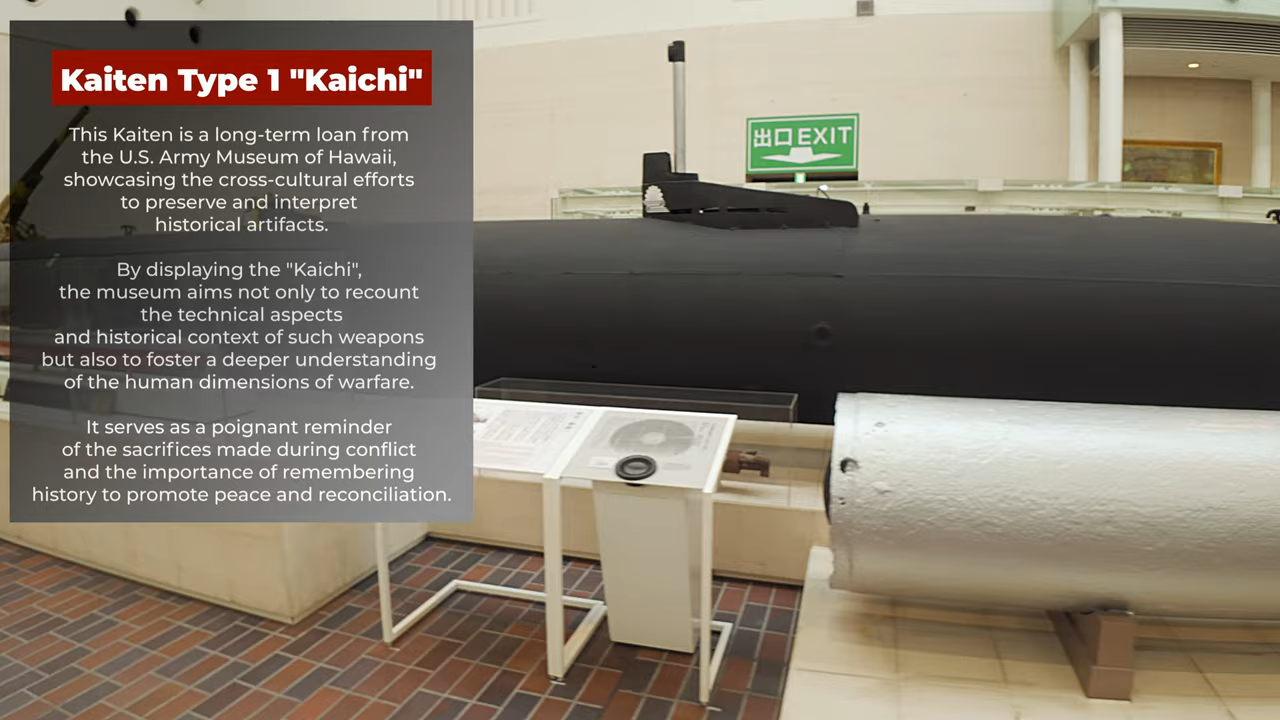 Kaiten Type 1 "Kaichi"
This Kaiten is a long-term loan from
the U.S. Army Museum of Hawaii,
showcasing the cross-cultural efforts
to preserve and interpret
historical artifacts.
By displaying the "Kaichi",
the museum aims not only to recount
the technical aspects
and historical context of such weapons
but also to foster a deeper understanding
of the human dimensions of warfare.
It serves as a poignant reminder
of the sacrifices made during conflict
and the importance of remembering
history to promote peace and reconciliation.
出口 EXIT